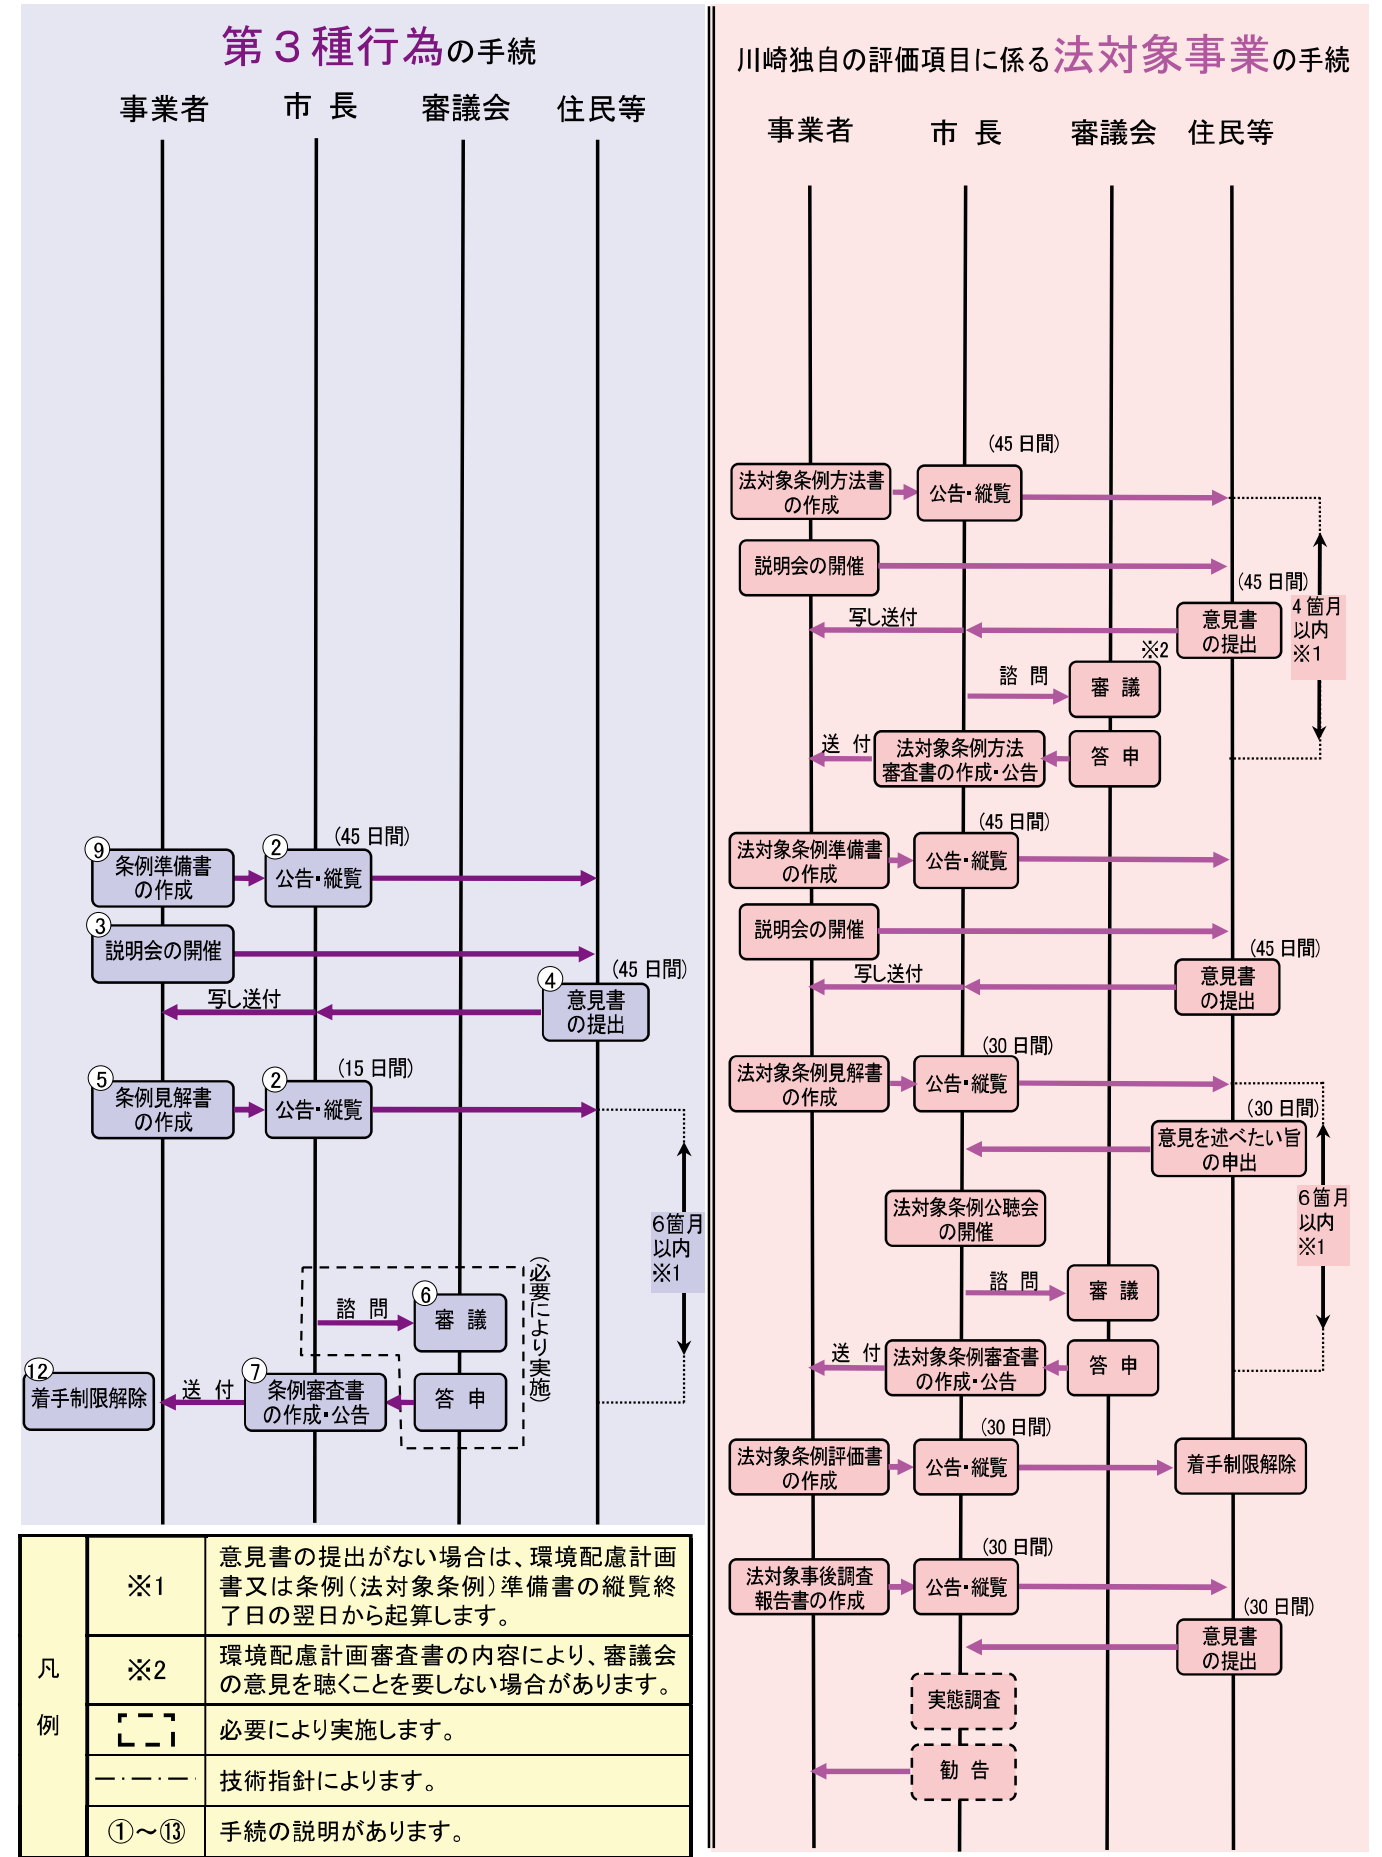 第３種行為の手続
事業者
市 長
審議会
住民等
⑨
条例準備書
の作成
②
公告・縦覧
(45 日間)
③
説明会の開催
(45 日間)
④
意見書
の提出
写し送付
⑤
条例見解書
の作成
②
公告・縦覧
(15 日間)
6箇月
以内
※1
(必要により実施)
諮 問
⑥
審 議
⑫
着手制限解除
送 付
⑦
条例審査書
の作成・公告
答 申
川崎独自の評価項目に係る法対象事業の手続
事業者
市 長
審議会
住民等
(45 日間)
法対象条例方法書
の作成
公告・縦覧
説明会の開催
(45 日間)
写し送付
意見書
の提出
4箇月
以内
※1
※2
諮 問
審 議
送 付
法対象条例方法
審査書の作成・公告
答 申
(45 日間)
法対象条例準備書
の作成
公告・縦覧
説明会の開催
(45 日間)
写し送付
意見書
の提出
(30 日間)
法対象条例見解書
の作成
公告・縦覧
(30 日間)
意見を述べたい旨
の申出
6箇月
以内
※1
法対象条例公聴会
の開催
諮 問
審 議
送 付
法対象条例審査書
の作成・公告
答 申
(30 日間)
法対象条例評価書
の作成
公告・縦覧
着手制限解除
(30 日間)
法対象事後調査
報告書の作成
公告・縦覧
(30 日間)
意見書
の提出
実態調査
勧 告
凡
例
※1
意見書の提出がない場合は、環境配慮計画
書又は条例(法対象条例)準備書の縦覧終
了日の翌日から起算します。
※2
環境配慮計画審査書の内容により、審議会
の意見を聴くことを要しない場合があります。
必要により実施します。
技術指針によります。
①～⑬
手続の説明があります。